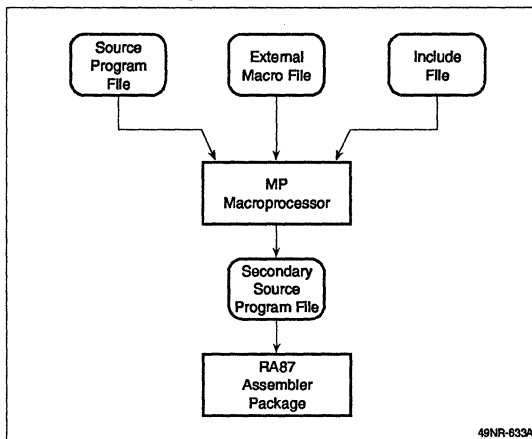 Source
Program
File
External
Macro File
Include
File
MP
Macroprocessor
Secondary
Source
Program File
RA87
Assembler
Package
49NR-633A